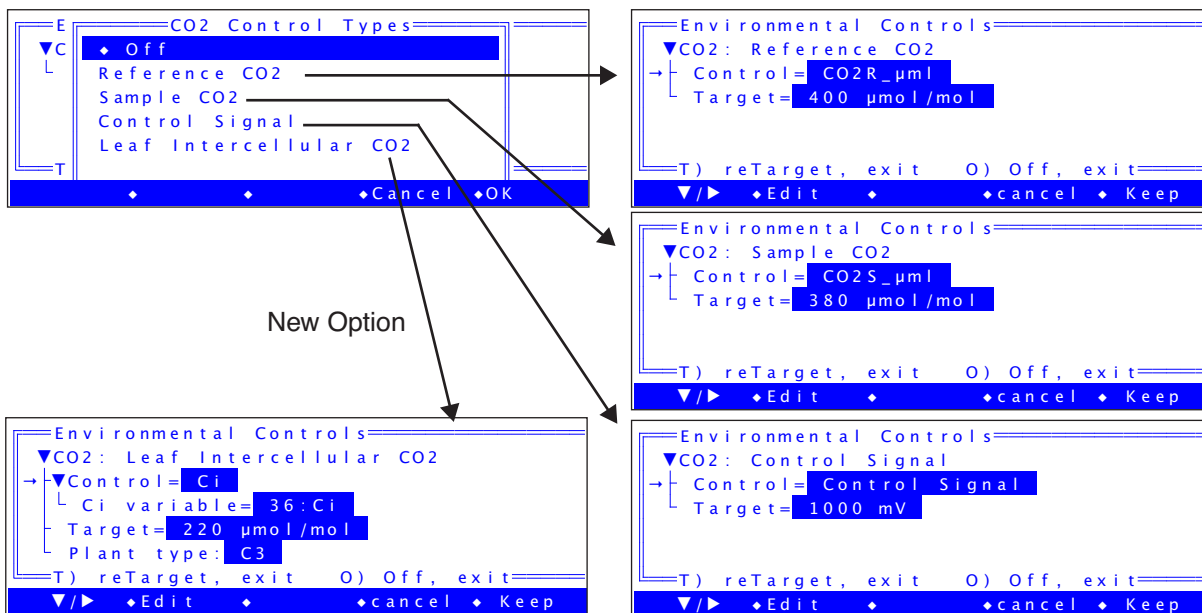 E CO2 Control Types
▼C ◆ Off
Reference CO2
Sample CO2
Control Signal
Leaf Intercellular CO2
T
◆ ◆ ◆Cancel ◆OK
Environmental Controls
▼CO2: Reference CO2
→ Control= CO2R_µml
Target= 400 µmol/mol
T) reTarget, exit O) Off, exit
▼/▶ ◆Edit ◆ ◆cancel ◆ Keep
Environmental Controls
▼CO2: Sample CO2
→ Control= CO2S_µml
Target= 380 µmol/mol
T) reTarget, exit O) Off, exit
▼/▶ ◆Edit ◆ ◆cancel ◆ Keep
New Option
Environmental Controls
▼CO2: Leaf Intercellular CO2
→ ▼Control= Ci
Ci variable= 36:Ci
Target= 220 µmol/mol
Plant type: C3
T) reTarget, exit O) Off, exit
▼/▶ ◆Edit ◆ ◆cancel ◆ Keep
Environmental Controls
▼CO2: Control Signal
→ Control= Control Signal
Target= 1000 mV
T) reTarget, exit O) Off, exit
▼/▶ ◆Edit ◆ ◆cancel ◆ Keep